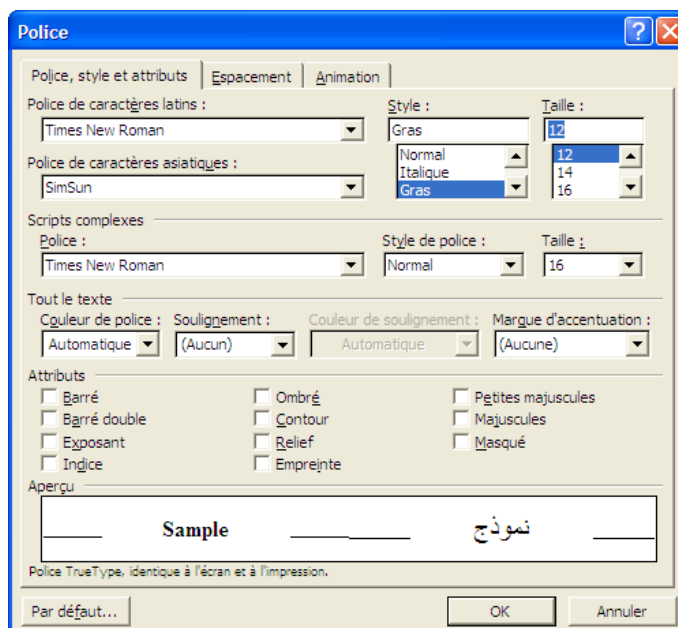 Police
Police, style et attributs Espacement Animation
Police de caractères latins : Style : Taille :
Times New Roman Gras 12
Normal 12
Police de caractères asiatiques : Italique 14
SimSun Gras 16
Scripts complexes
Police : Style de police : Taille :
Times New Roman Normal 16
Tout le texte
Couleur de police : Soulignement : Couleur de soulignement : Marque d'accentuation :
Automatique (Aucun) Automatique (Aucune)
Attributs
Barré Ombré Petites majuscules
Barré double Contour Majuscules
Exposant Relief Masqué
Indice Empreinte
Aperçu
Sample نموذج
Police TrueType, identique à l'écran et à l'impression.
Par défaut... OK Annuler